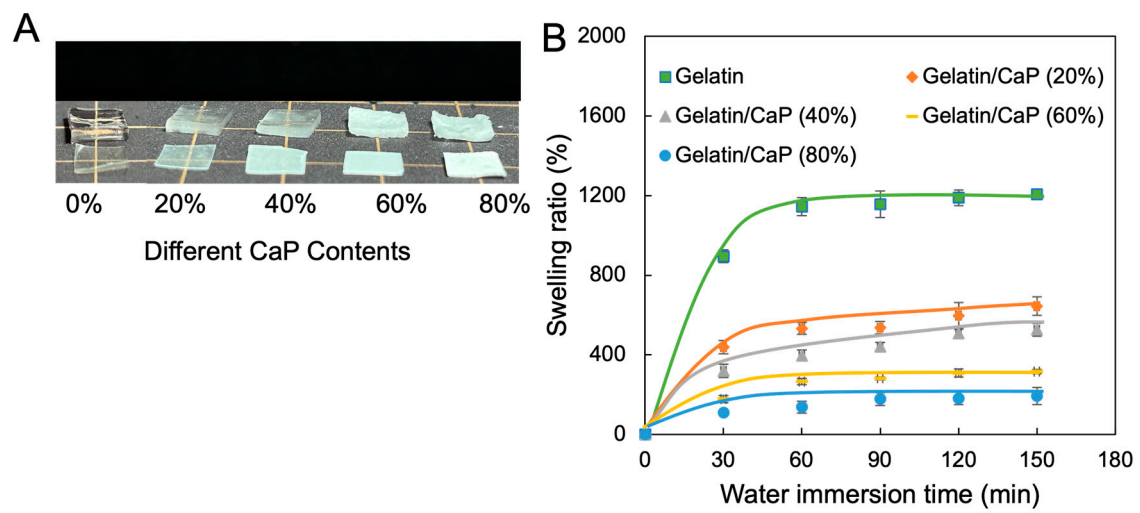 A
0%
20%
40%
60%
80%
Different CaP Contents
B
2000
1600
1200
800
400
0
Swelling ratio (%)
Gelatin
Gelatin/CaP (20%)
Gelatin/CaP (40%)
Gelatin/CaP (60%)
Gelatin/CaP (80%)
0
30
60
90
120
150
180
Water immersion time (min)